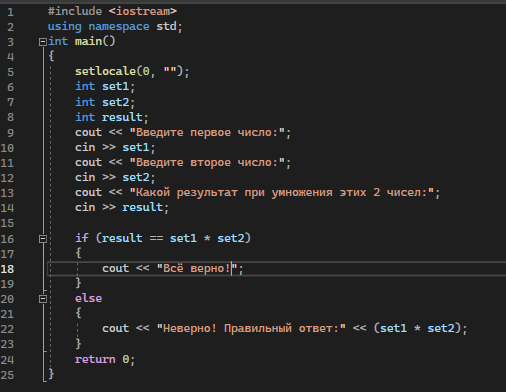 1 #include <iostream>
2 using namespace std;
3 int main()
4 {
5 setlocale(0, "");
6 int set1;
7 int set2;
8 int result;
9 cout << "Введите первое число:";
10 cin >> set1;
11 cout << "Введите второе число:";
12 cin >> set2;
13 cout << "Какой результат при умножения этих 2 чисел:";
14 cin >> result;
15
16 if (result == set1 * set2)
17 {
18 cout << "Всё верно!";
19 }
20 else
21 {
22 cout << "Неверно! Правильный ответ:" << (set1 * set2);
23 }
24 return 0;
25 }